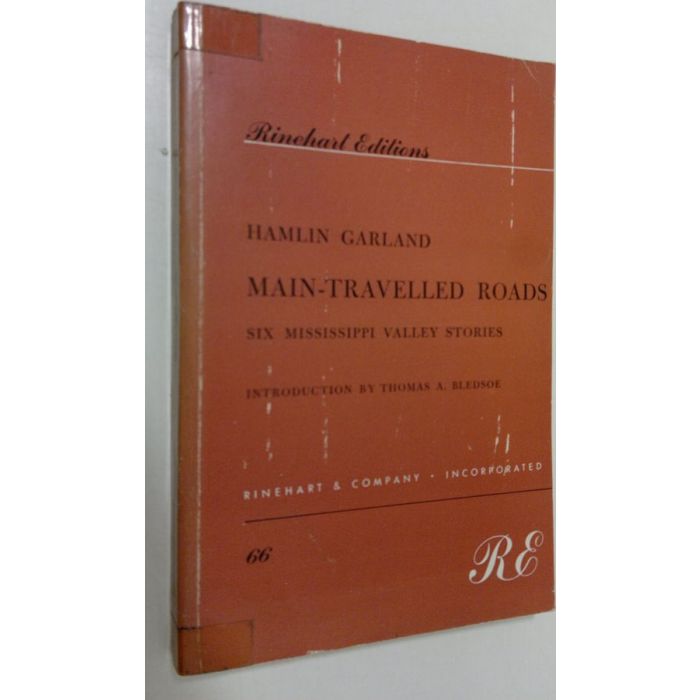 Rinehart Editions
HAMLIN GARLAND
MAIN-TRAVELLED ROADS
SIX MISSISSIPPI VALLEY STORIES
INTRODUCTION BY THOMAS A. BLEDSOE
RINEHART & COMPANY · INCORPORATED
66
RE